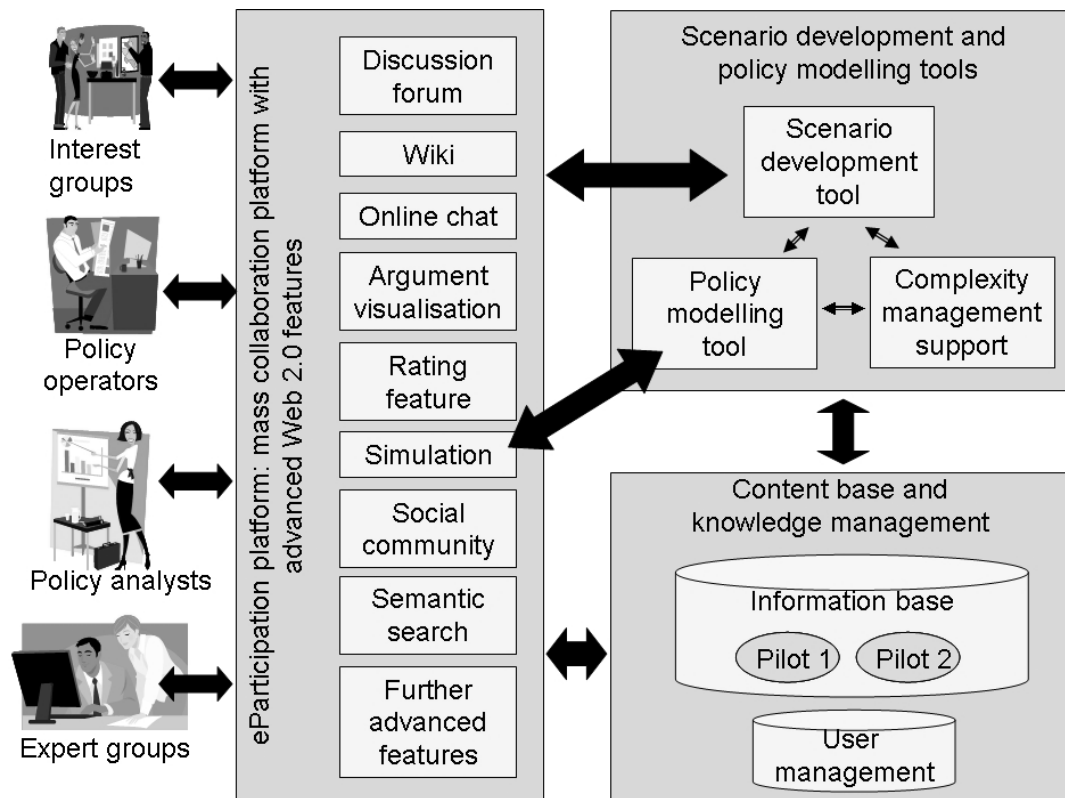 Interest
groups
Policy
operators
Policy analysts
Expert groups
eParticipation platform: mass collaboration platform with
advanced Web 2.0 features
Discussion
forum
Wiki
Online chat
Argument
visualisation
Rating
feature
Simulation
Social
community
Semantic
search
Further
advanced
features
Scenario development and
policy modelling tools
Scenario
development
tool
Policy
modelling
tool
Complexity
management
support
Content base and
knowledge management
Information base
Pilot 1
Pilot 2
User
management